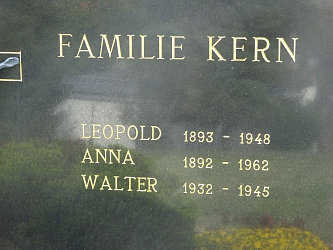 FAMILIE KERN
LEOPOLD 1893 - 1948
ANNA 1892 - 1962
WALTER 1932 - 1945